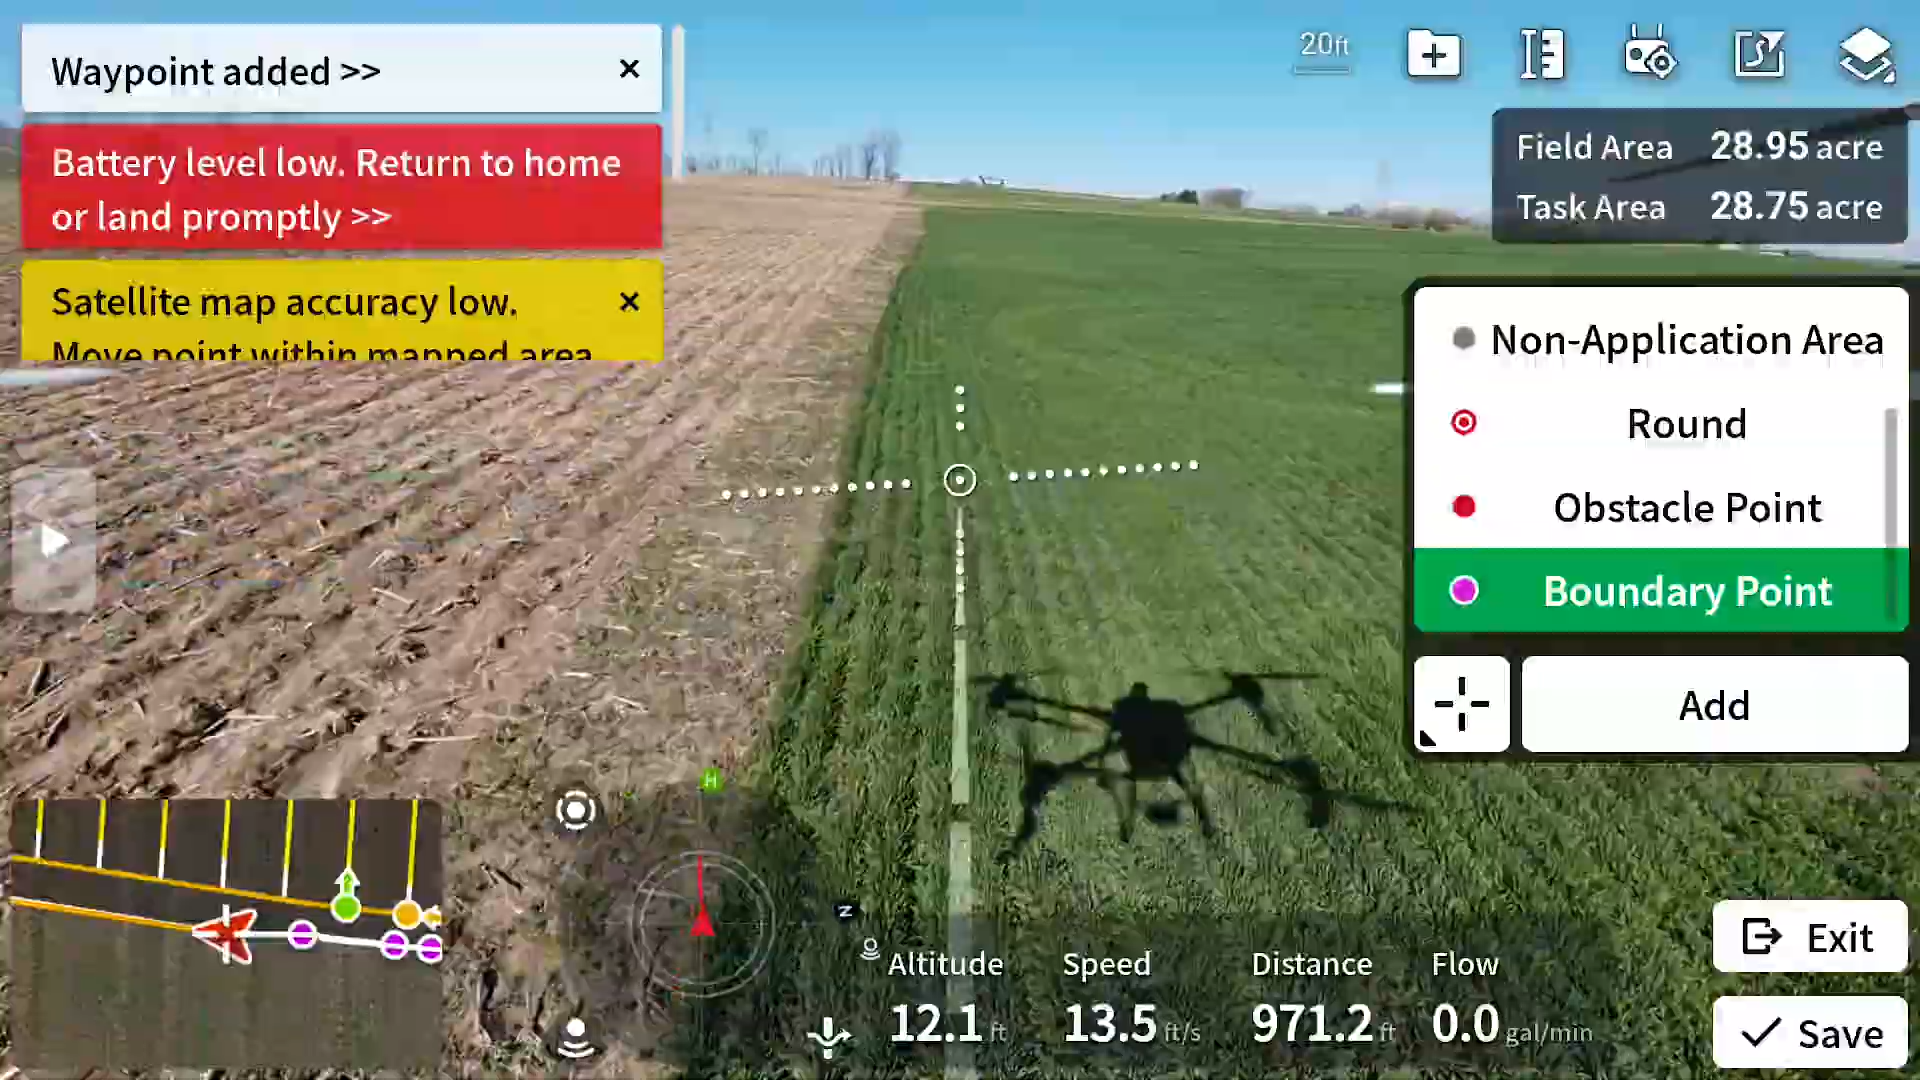 Waypoint added >>
Battery level low. Return to home
or land promptly >>
Satellite map accuracy low.
Move point within mapped area
20ft
Field Area 28.95 acre
Task Area 28.75 acre
Non-Application Area
Round
Obstacle Point
Boundary Point
Add
H
N
Altitude Speed Distance Flow
12.1 ft 13.5 ft/s 971.2 ft 0.0 gal/min
Exit
Save